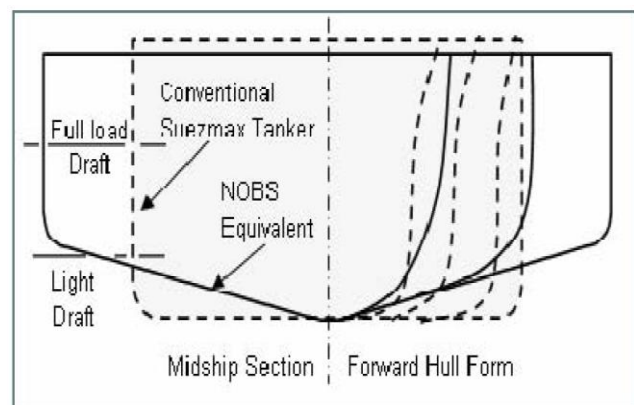 Conventional
Suezmax Tanker
Full load
Draft
NOBS
Equivalent
Light
Draft
Midship Section
Forward Hull Form